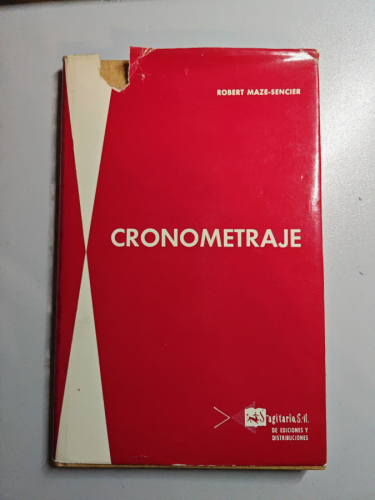 ROBERT MAZE-SENCIER
CRONOMETRAJE
Sagitario, S.A.
DE EDICIONES Y
DISTRIBUCIONES